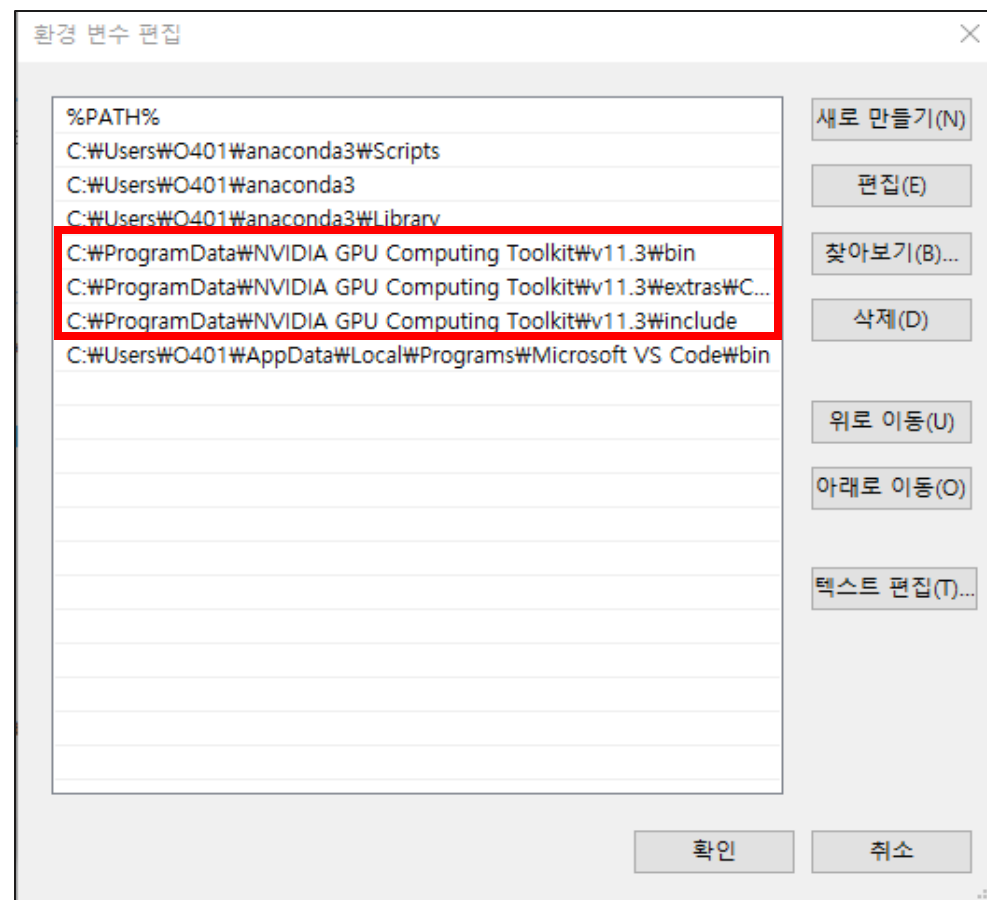 환경 변수 편집
%PATH%
C:₩Users₩O401₩anaconda3₩Scripts
C:₩Users₩O401₩anaconda3
C:₩Users₩O401₩anaconda3₩Library
C:₩ProgramData₩NVIDIA GPU Computing Toolkit₩v11.3₩bin
C:₩ProgramData₩NVIDIA GPU Computing Toolkit₩v11.3₩extras₩C...
C:₩ProgramData₩NVIDIA GPU Computing Toolkit₩v11.3₩include
C:₩Users₩O401₩AppData₩Local₩Programs₩Microsoft VS Code₩bin
새로 만들기(N)
편집(E)
찾아보기(B)...
삭제(D)
위로 이동(U)
아래로 이동(O)
텍스트 편집(T)...
확인
취소